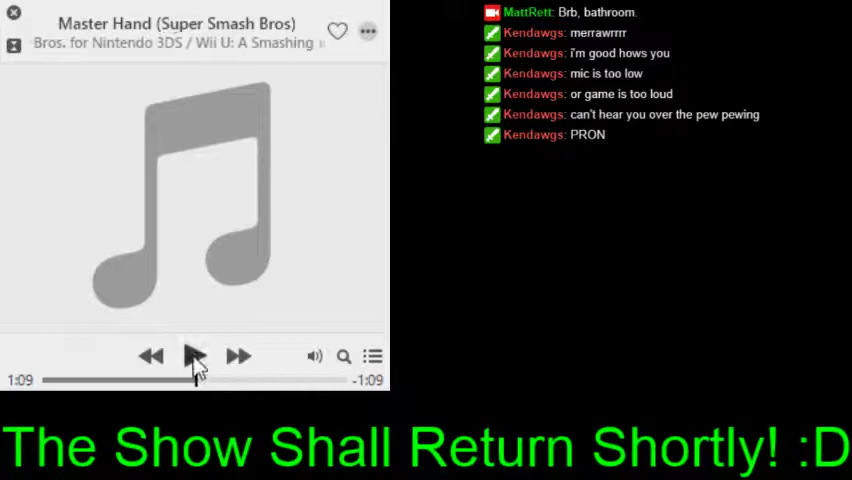 Master Hand (Super Smash Bros)
Bros. for Nintendo 3DS / Wii U: A Smashing
1:09
-1:09
MattRett: Brb, bathroom.
Kendawgs: merrawrrrr
Kendawgs: i'm good hows you
Kendawgs: mic is too low
Kendawgs: or game is too loud
Kendawgs: can't hear you over the pew pewing
Kendawgs: PRON
The Show Shall Return Shortly! :D